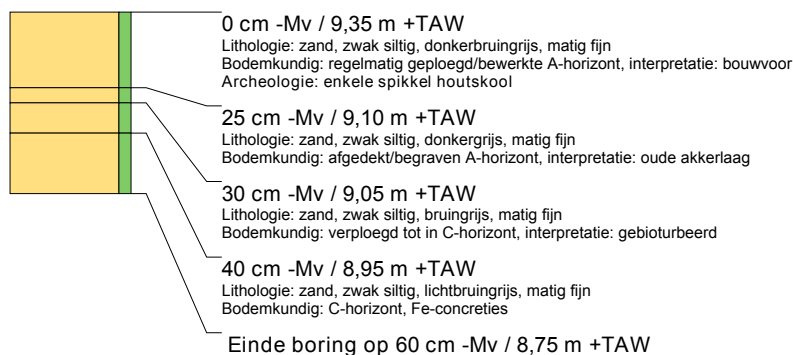 0 cm -Mv / 9,35 m +TAW
Lithologie: zand, zwak siltig, donkerbruingrijs, matig fijn
Bodemkundig: regelmatig geploegd/bewerkte A-horizont, interpretatie: bouwvoor
Archeologie: enkele spikkel houtskool
25 cm -Mv / 9,10 m +TAW
Lithologie: zand, zwak siltig, donkergrijs, matig fijn
Bodemkundig: afgedekt/begraven A-horizont, interpretatie: oude akkerlaag
30 cm -Mv / 9,05 m +TAW
Lithologie: zand, zwak siltig, bruingrijs, matig fijn
Bodemkundig: verploegd tot in C-horizont, interpretatie: gebioturbeerd
40 cm -Mv / 8,95 m +TAW
Lithologie: zand, zwak siltig, lichtbruingries, matig fijn
Bodemkundig: C-horizont, Fe-concreties
Einde boring op 60 cm -Mv / 8,75 m +TAW